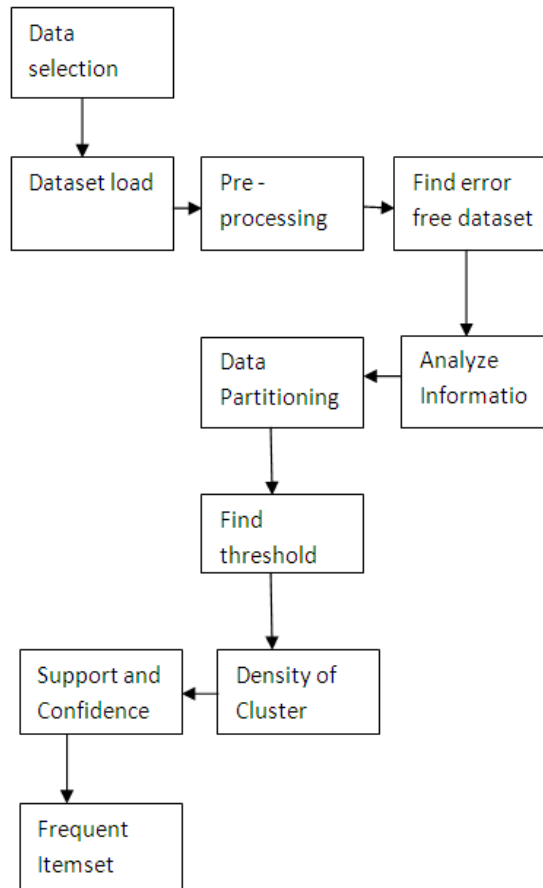 Data
selection
Dataset load
Pre -
processing
Find error
free dataset
Analyze
Informatio
Data
Partitioning
Find
threshold
Density of
Cluster
Support and
Confidence
Frequent
Itemset